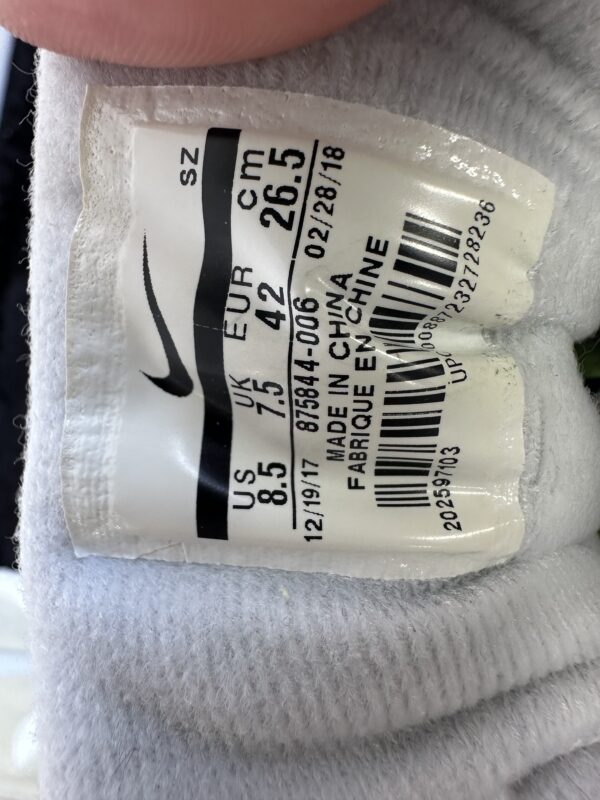 SZ
US UK EUR cm
8.5 7.5 42 26.5
12/19/17 875844-006 02/28/18
MADE IN CHINA
FABRIQUE EN CHINE
202597103 00887232728236